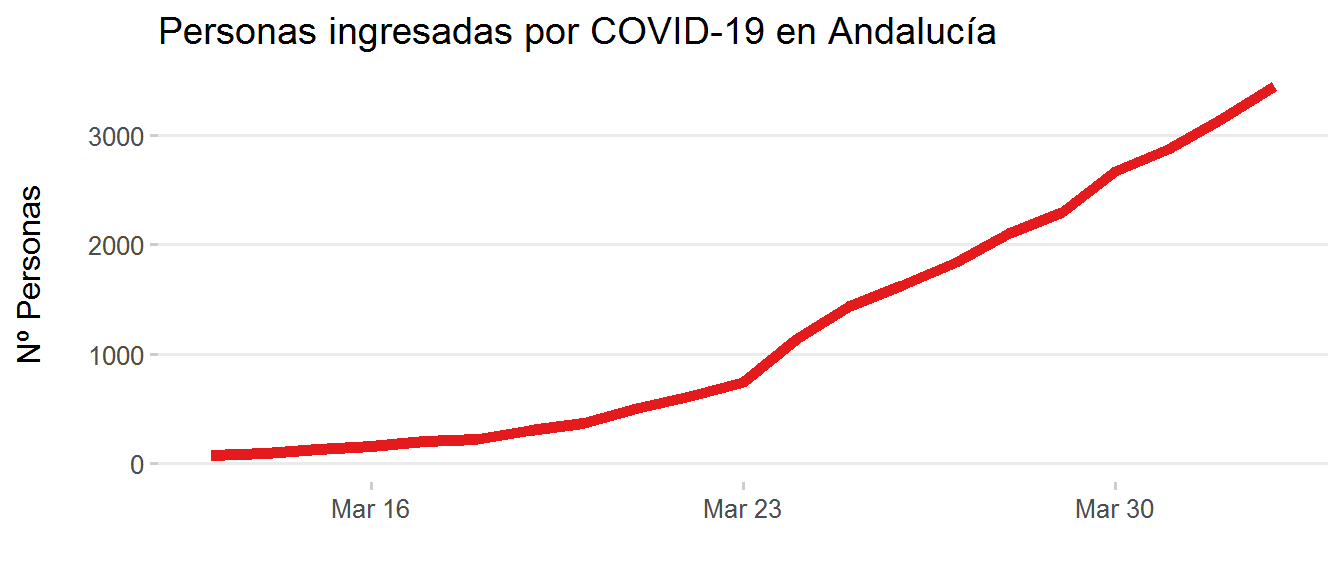 Personas ingresadas por COVID-19 en Andalucía
Nº Personas
3000
2000
1000
0
Mar 16
Mar 23
Mar 30